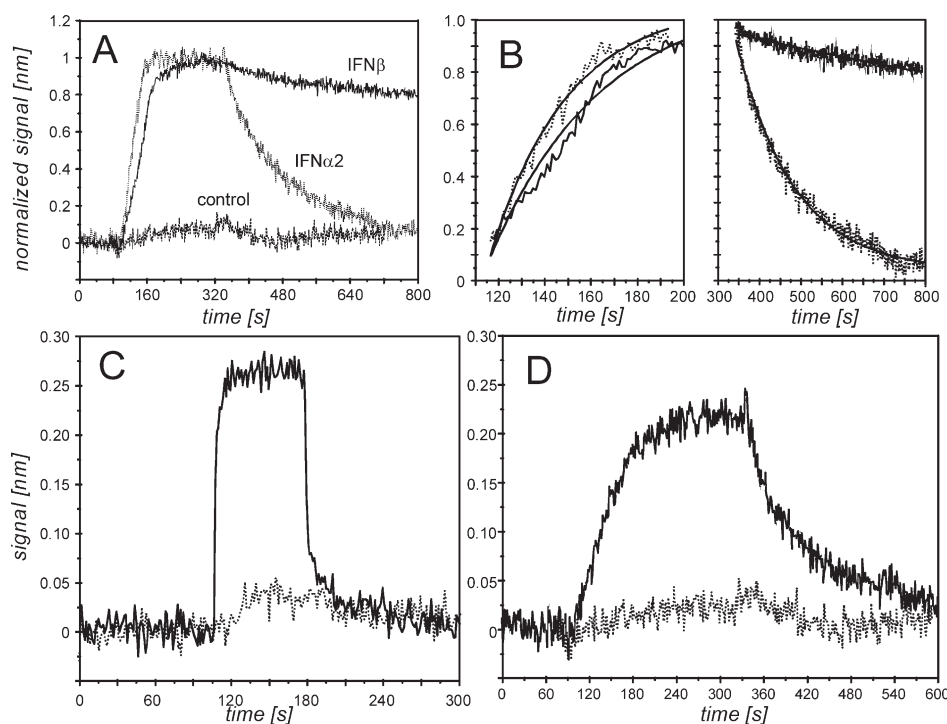 A
normalized signal
1.2
1
0.8
0.6
0.4
0.2
0
IFNβ
IFNα2
control
0 160 320 480 640 800
time [s]
B
1.0
0.8
0.6
0.4
0.2
0
120 140 160 180 200
time [s]
300 400 500 600 700 800
time [s]
C
signal [nm]
0.30
0.25
0.20
0.15
0.10
0.05
0
0 60 120 180 240 300
time [s]
D
0.30
0.25
0.20
0.15
0.10
0.05
0
0 60 120 180 240 300 360 420 480 540 600
time [s]